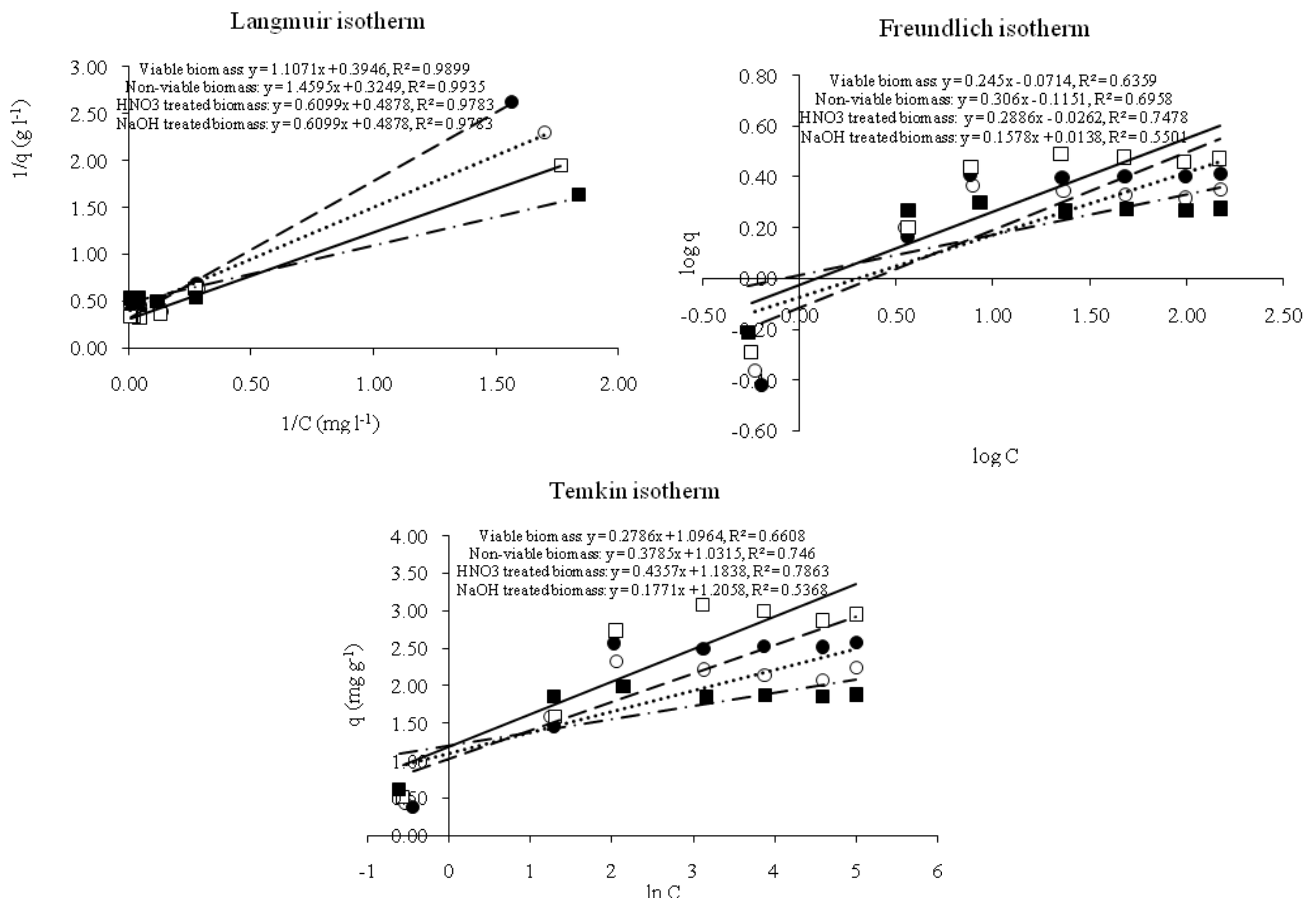 Langmuir isotherm
Viable biomass: y = 1.1071x + 0.3946, R² = 0.9899
Non-viable biomass: y = 1.4595x + 0.3249, R² = 0.9935
HNO3 treated biomass: y = 0.6099x + 0.4878, R² = 0.9783
NaOH treated biomass: y = 0.6099x + 0.4878, R² = 0.9783
3.00
2.50
2.00
1.50
1.00
0.50
0.00
1/q (g l⁻¹)
0.00 0.50 1.00 1.50 2.00
1/C (mg l⁻¹)
Freundlich isotherm
Viable biomass: y = 0.245x - 0.0714, R² = 0.6359
Non-viable biomass: y = 0.306x - 0.1151, R² = 0.6958
HNO3 treated biomass: y = 0.2886x - 0.0262, R² = 0.7478
NaOH treated biomass: y = 0.1578x + 0.0138, R² = 0.5501
0.80
0.60
0.40
0.20
0.00
-0.20
-0.40
-0.60
log q
-0.50 0.00 0.50 1.00 1.50 2.00 2.50
log C
Temkin isotherm
Viable biomass: y = 0.2786x + 1.0964, R² = 0.6608
Non-viable biomass: y = 0.3785x + 1.0315, R² = 0.746
HNO3 treated biomass: y = 0.4357x + 1.1838, R² = 0.7863
NaOH treated biomass: y = 0.1771x + 1.2058, R² = 0.5368
4.00
3.50
3.00
2.50
2.00
1.50
1.00
0.50
0.00
q (mg g⁻¹)
-1 0 1 2 3 4 5 6
ln C